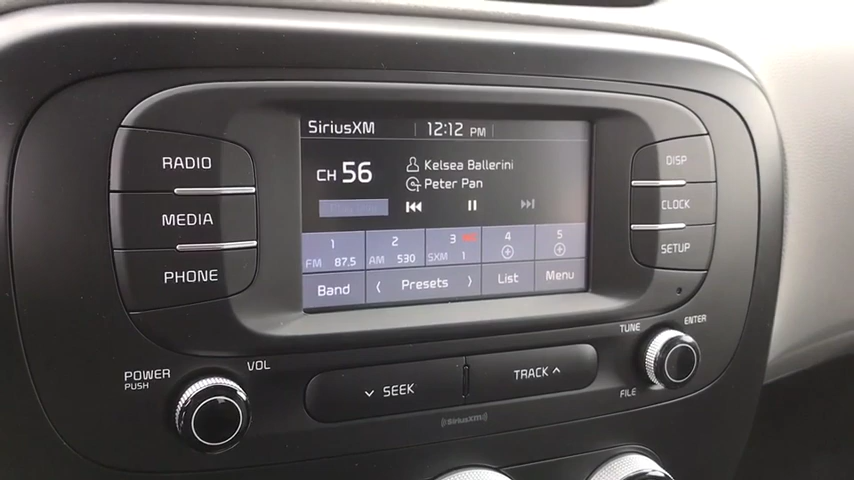 SiriusXM 12:12 PM
RADIO
MEDIA
PHONE
CH 56
Kelsea Ballerini
Peter Pan
1 2 3 4 5
FM 87.5 AM 530 SXM 1
Band < Presets > List Menu
DISP
CLOCK
SETUP
POWER
PUSH
VOL
SEEK
TRACK
TUNE
ENTER
FILE
SiriusXM